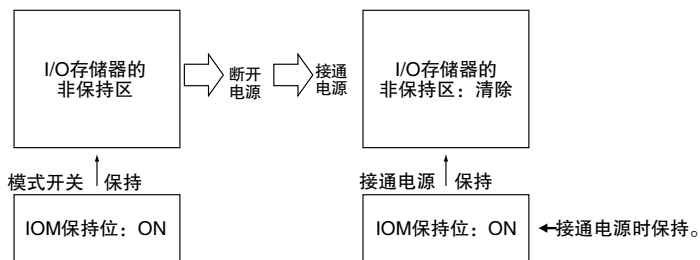 I/O存储器的
非保持区
断开
电源
接通
电源
I/O存储器的
非保持区：清除
模式开关 保持
接通电源 保持
IOM保持位：ON
IOM保持位：ON
接通电源时保持。